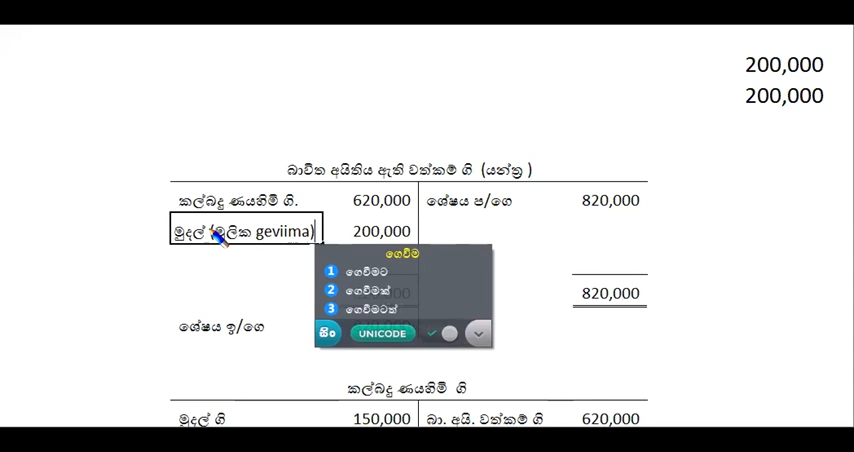 200,000
200,000
භාවිත අයිතිය ඇති වත්කම් ගි (යන්ත්‍ර )
කල්බදු ණයහිමි ගි. 620,000 ශේෂය ප/ගෙ 820,000
මුදල් (මුලික geviima) 200,000
ගෙවීම
1 ගෙවීමට
2 ගෙවීමක් 820,000
3 ගෙවීමටත්
ශේෂය ඉ/ගෙ
සිං UNICODE
කල්බදු ණයහිමි ගි
මුදල් ගි 150,000 බා. අයි. වත්කම් ගි 620,000